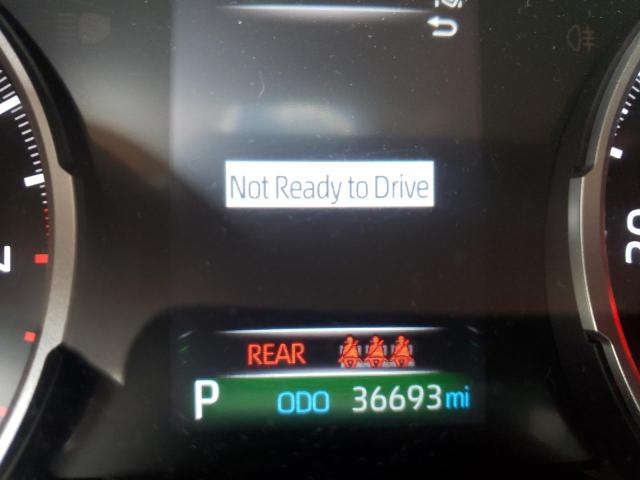 Not Ready to Drive
REAR
P ODO 36693 mi